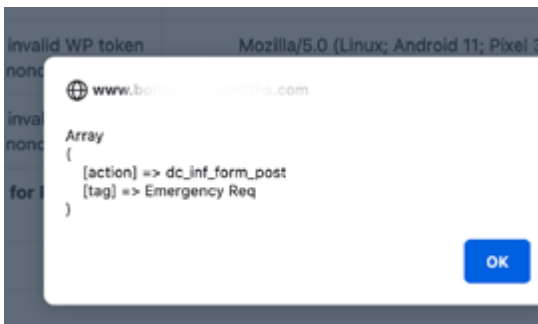 invalid WP token
Mozilla/5.0 (Linux; Android 11; Pixel
nonc
www.bo .com
inval
Array
nonc
(
[action] => dc_inf_form_post
[tag] => Emergency Req
for
)
OK